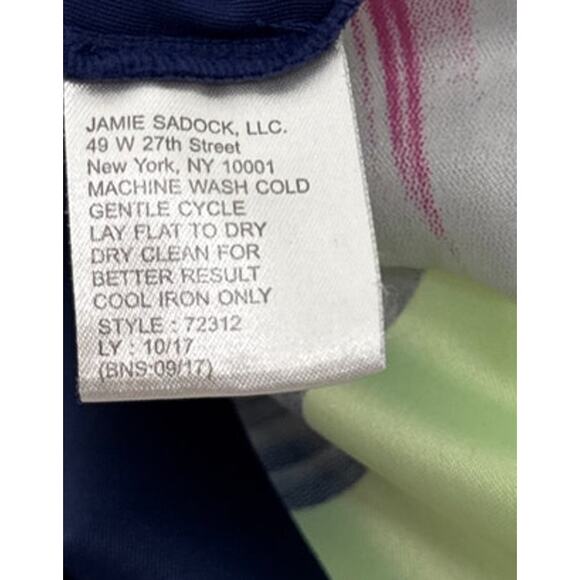 JAMIE SADOCK, LLC.
49 W 27th Street
New York, NY 10001
MACHINE WASH COLD
GENTLE CYCLE
LAY FLAT TO DRY
DRY CLEAN FOR
BETTER RESULT
COOL IRON ONLY
STYLE : 72312
LY : 10/17
(BNS:09/17)